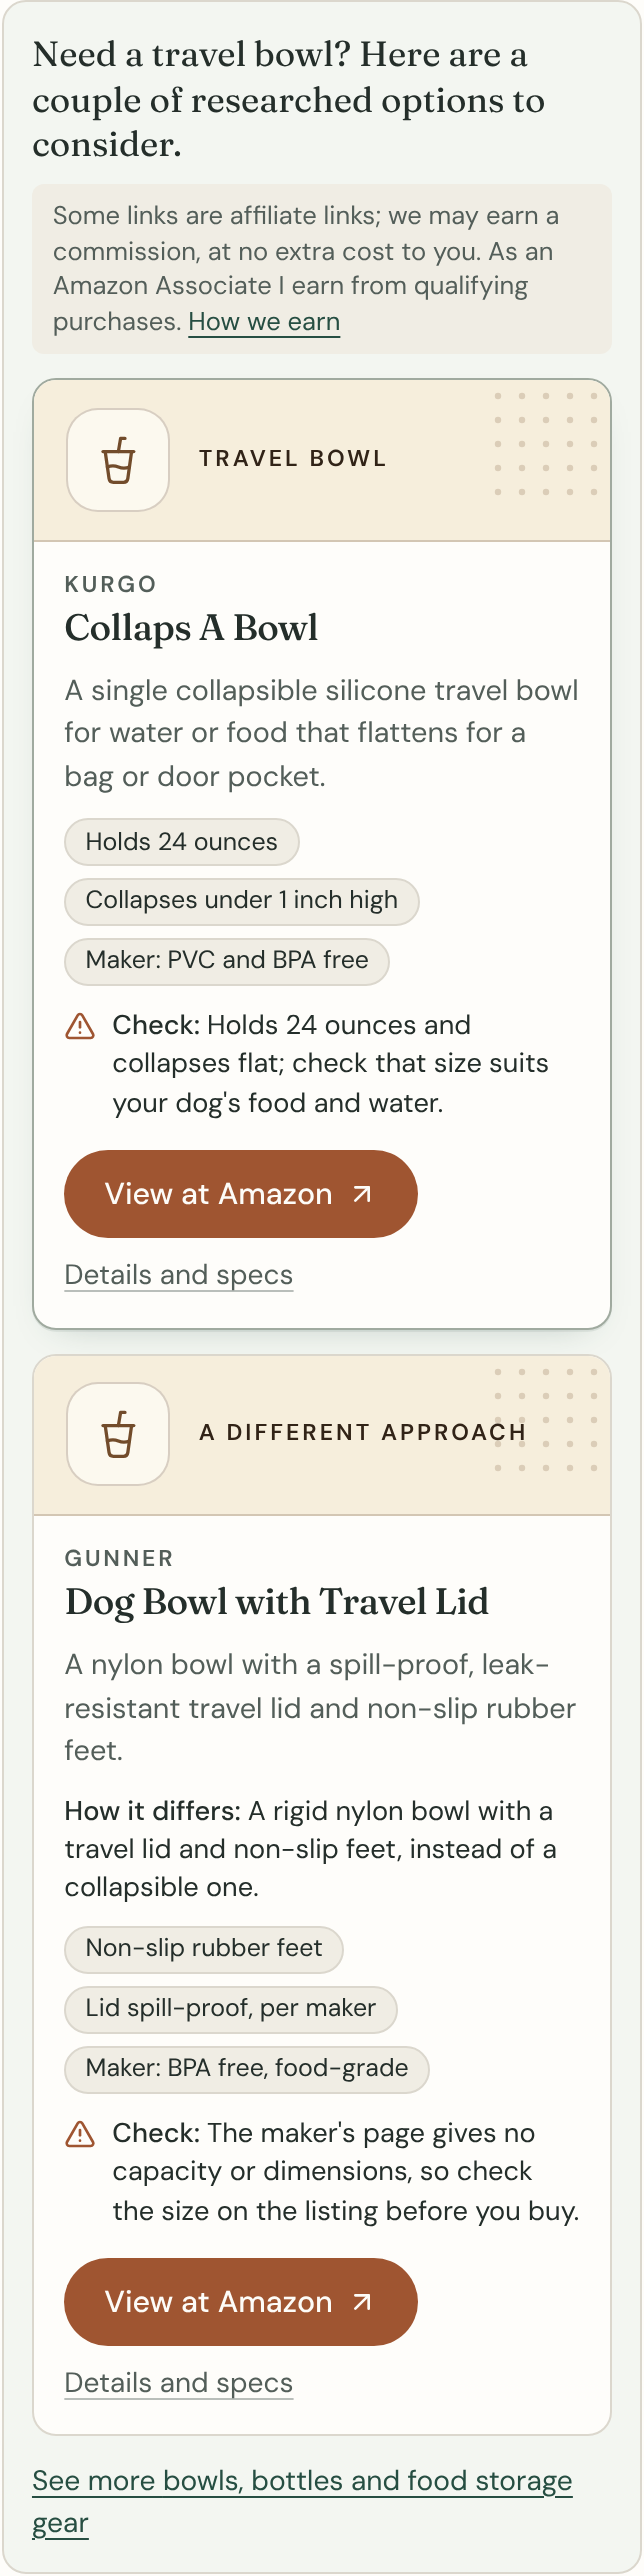 Need a travel bowl? Here are a
couple of researched options to
consider.
Some links are affiliate links; we may earn a
commission, at no extra cost to you. As an
Amazon Associate I earn from qualifying
purchases. How we earn
TRAVEL BOWL
KURGO
Collaps A Bowl
A single collapsible silicone travel bowl
for water or food that flattens for a
bag or door pocket.
Holds 24 ounces
Collapses under 1 inch high
Maker: PVC and BPA free
Check: Holds 24 ounces and
collapses flat; check that size suits
your dog's food and water.
View at Amazon
Details and specs
A DIFFERENT APPROACH
GUNNER
Dog Bowl with Travel Lid
A nylon bowl with a spill-proof, leak-
resistant travel lid and non-slip rubber
feet.
How it differs: A rigid nylon bowl with a
travel lid and non-slip feet, instead of a
collapsible one.
Non-slip rubber feet
Lid spill-proof, per maker
Maker: BPA free, food-grade
Check: The maker's page gives no
capacity or dimensions, so check
the size on the listing before you buy.
View at Amazon
Details and specs
See more bowls, bottles and food storage
gear